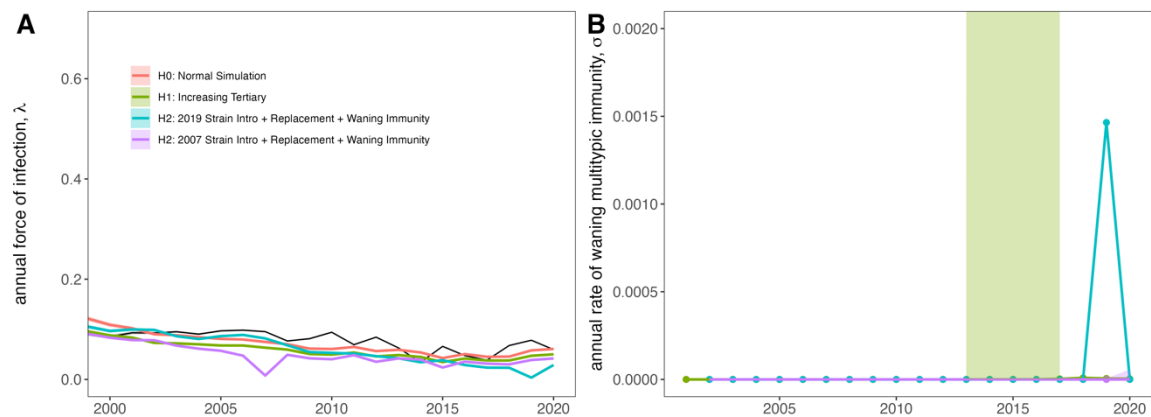 A
annual force of infection, λ
0.6
0.4
0.2
0.0
H0: Normal Simulation
H1: Increasing Tertiary
H2: 2019 Strain Intro + Replacement + Waning Immunity
H2: 2007 Strain Intro + Replacement + Waning Immunity
2000
2005
2010
2015
2020
B
annual rate of waning multitypic immunity, σ
0.0020
0.0015
0.0010
0.0005
0.0000
2005
2010
2015
2020